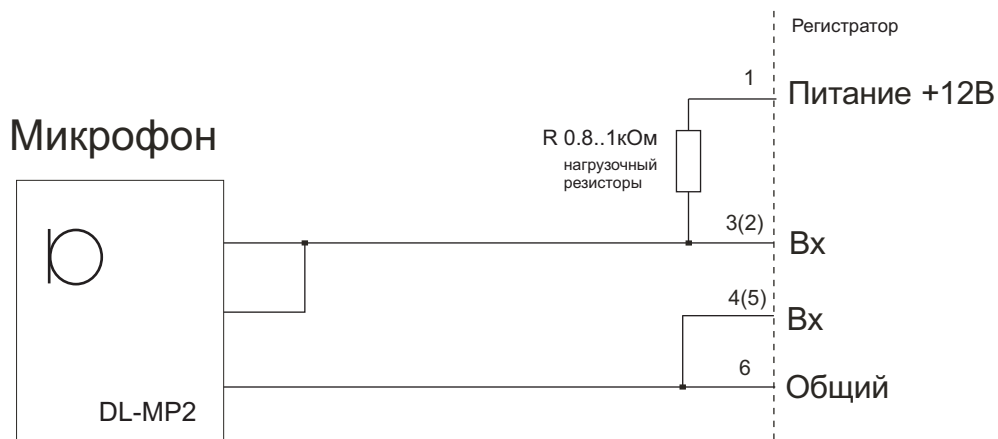 Регистратор
1
Питание +12В
Микрофон
R 0.8..1кОм
нагрузочный
резисторы
3(2)
Вх
4(5)
Вх
6
Общий
DL-MP2